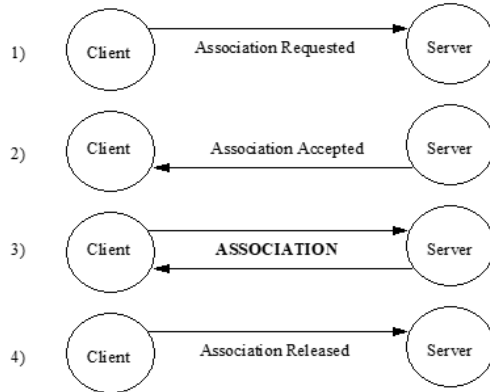 1) Client Association Requested Server
2) Client Association Accepted Server
3) Client ASSOCIATION Server
4) Client Association Released Server